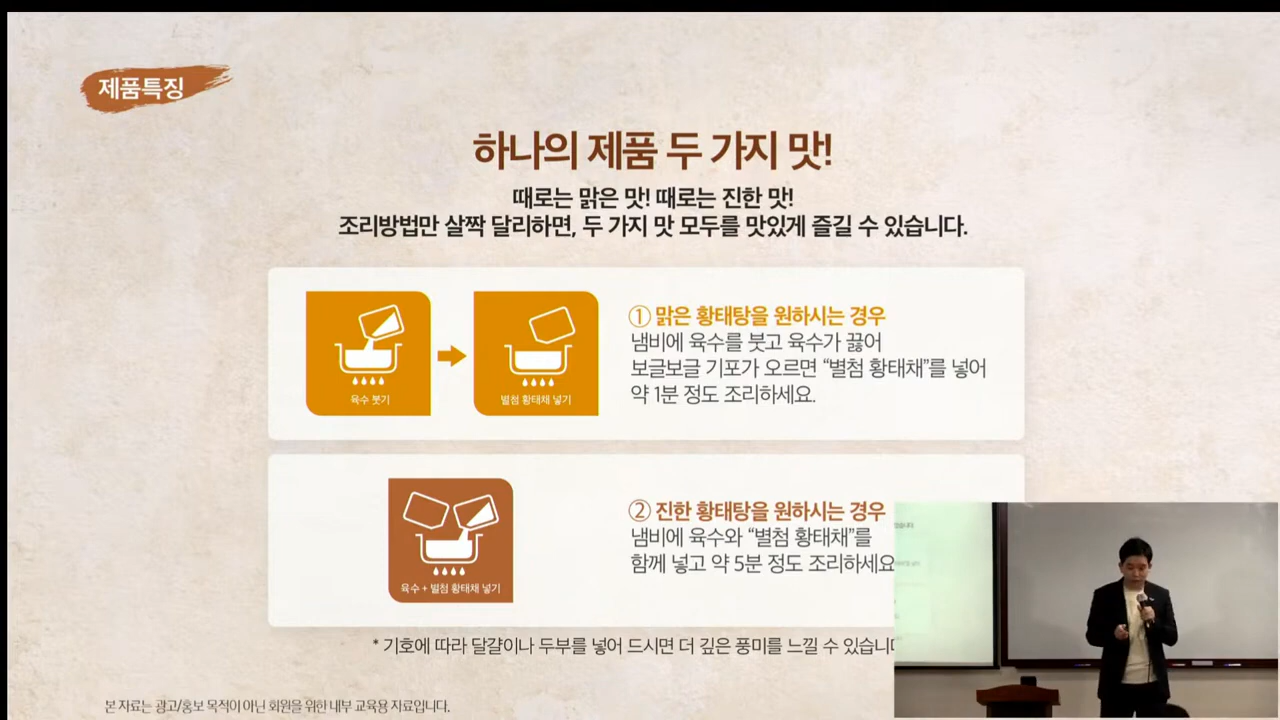 제품특징
하나의 제품 두 가지 맛!
때로는 맑은 맛! 때로는 진한 맛!
조리방법만 살짝 달리하면, 두 가지 맛 모두를 맛있게 즐길 수 있습니다.
육수 붓기
별첨 황태채 넣기
① 맑은 황태탕을 원하시는 경우
냄비에 육수를 붓고 육수가 끓어
보글보글 기포가 오르면 “별첨 황태채”를 넣어
약 1분 정도 조리하세요.
육수 + 별첨 황태채 넣기
② 진한 황태탕을 원하시는 경우
냄비에 육수와 “별첨 황태채”를
함께 넣고 약 5분 정도 조리하세요
* 기호에 따라 달걀이나 두부를 넣어 드시면 더 깊은 풍미를 느낄 수 있습니
본 자료는 광고/홍보 목적이 아닌 회원을 위한 내부 교육용 자료입니다.